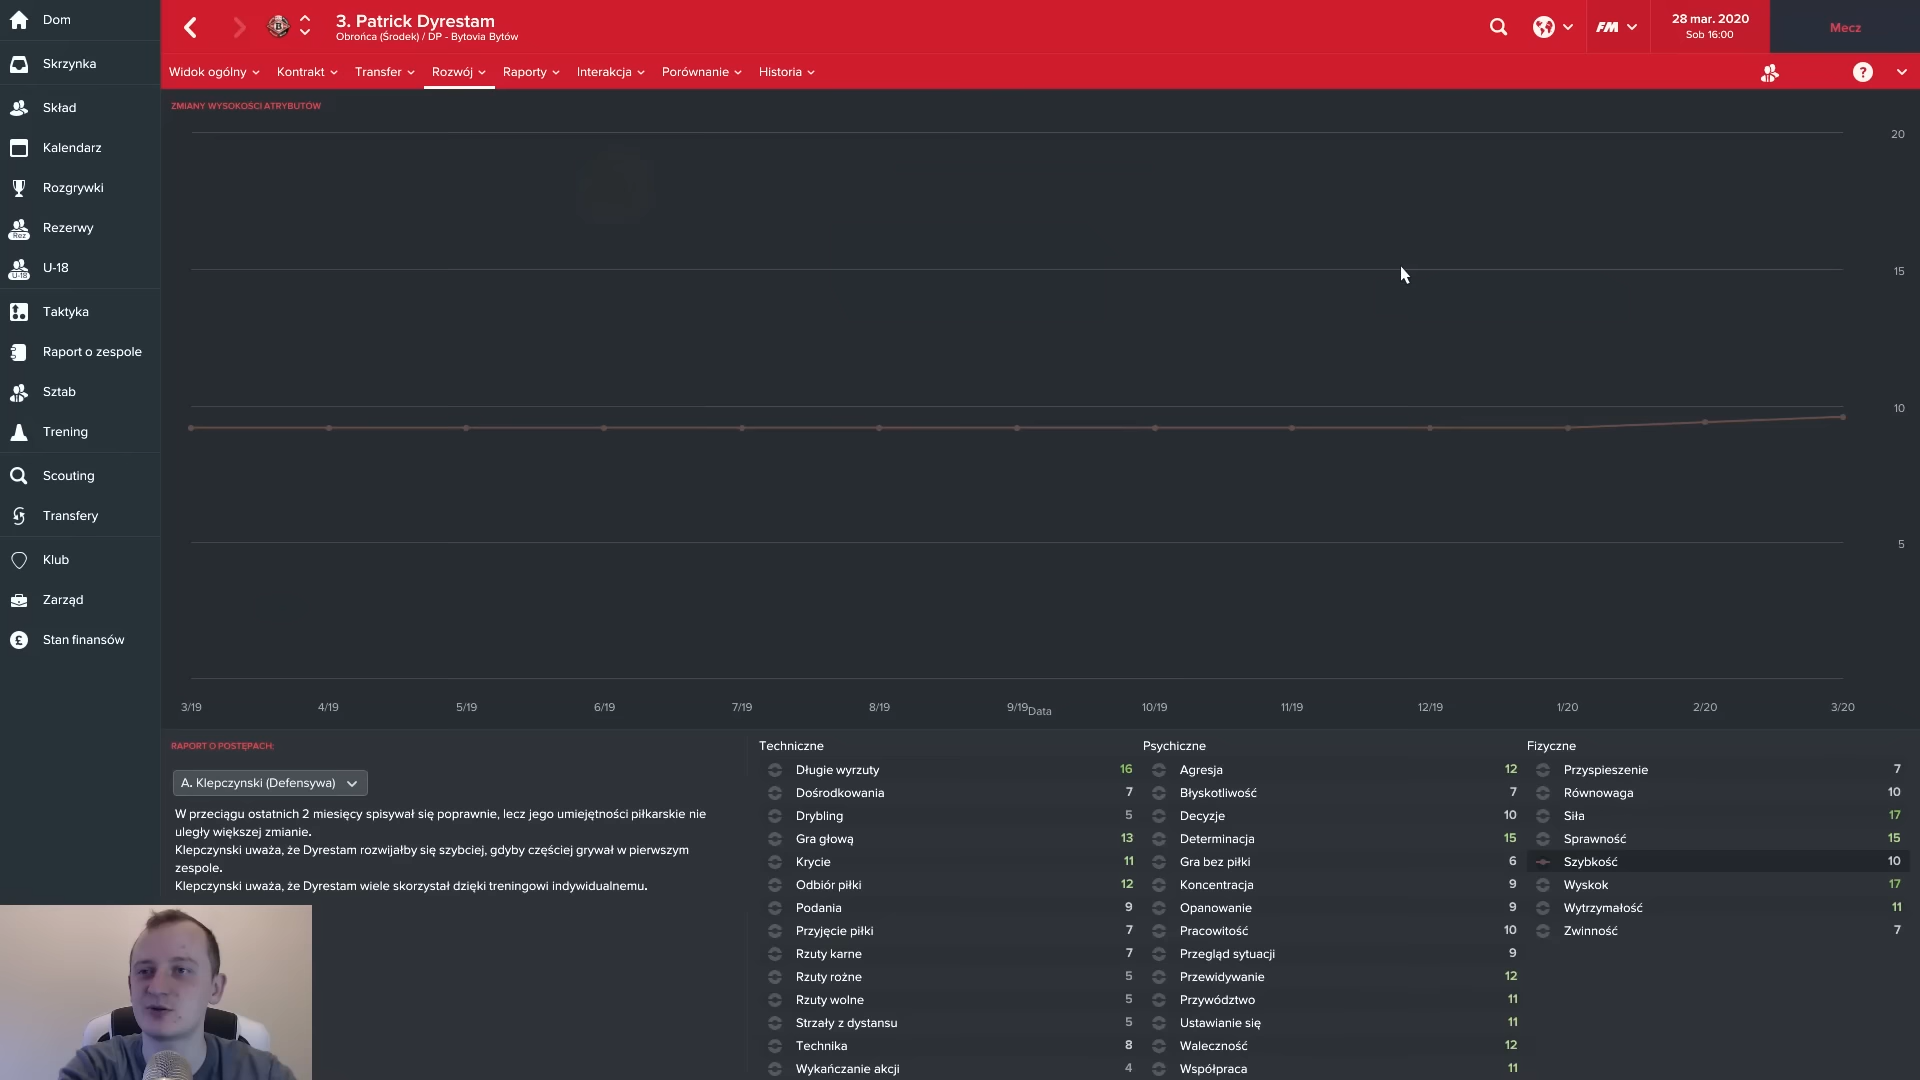 Dom
Skrzynka
Skład
Kalendarz
Rozgrywki
Rez
Rezerwy
U-18
U-18
Taktyka
Raport o zespole
Sztab
Trening
Scouting
Transfery
Klub
Zarząd
£
Stan finansów
3. Patrick Dyrestam
Obrońca (Środek) / DP - Bytovia Bytów
FM
28 mar. 2020
Sob 16:00
Mecz
Widok ogólny
Kontrakt
Transfer
Rozwój
Raporty
Interakcja
Porównanie
Historia
?
ZMIANY WYSOKOŚCI ATRYBUTÓW
20
15
10
5
3/19 4/19 5/19 6/19 7/19 8/19 9/19 10/19 11/19 12/19 1/20 2/20 3/20
Data
RAPORT O POSTĘPACH:
A. Klepczynski (Defensywa)
W przeciągu ostatnich 2 miesięcy spisywał się poprawnie, lecz jego umiejętności piłkarskie nie
uległy większej zmianie.
Klepczynski uważa, że Dyrestam rozwijałby się szybciej, gdyby częściej grywał w pierwszym
zespole.
Klepczynski uważa, że Dyrestam wiele skorzystał dzięki treningowi indywidualnemu.
Techniczne
Długie wyrzuty 16
Dośrodkowania 7
Drybling 5
Gra głową 13
Krycie 11
Odbiór piłki 12
Podania 9
Przyjęcie piłki 7
Rzuty karne 7
Rzuty rożne 5
Rzuty wolne 5
Strzały z dystansu 5
Technika 8
Wykańczanie akcji 4
Psychiczne
Agresja 12
Błyskotliwość 7
Decyzje 10
Determinacja 15
Gra bez piłki 6
Koncentracja 9
Opanowanie 9
Pracowitość 10
Przegląd sytuacji 9
Przewidywanie 12
Przywództwo 11
Ustawianie się 11
Waleczność 12
Współpraca 11
Fizyczne
Przyspieszenie 7
Równowaga 10
Siła 17
Sprawność 15
Szybkość 10
Wyskok 17
Wytrzymałość 11
Zwinność 7